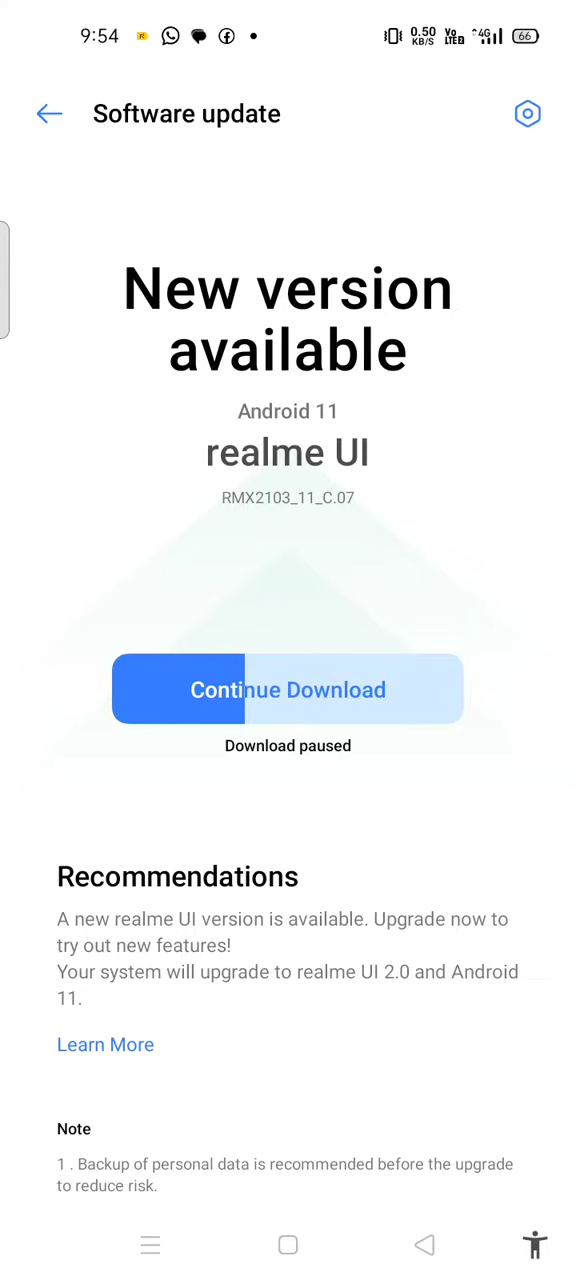 9:54
0.50
KB/S
Vo
LTE2
4G
66
Software update
New version
available
Android 11
realme UI
RMX2103_11_C.07
Continue Download
Download paused
Recommendations
A new realme UI version is available. Upgrade now to
try out new features!
Your system will upgrade to realme UI 2.0 and Android
11.
Learn More
Note
1 . Backup of personal data is recommended before the upgrade
to reduce risk.